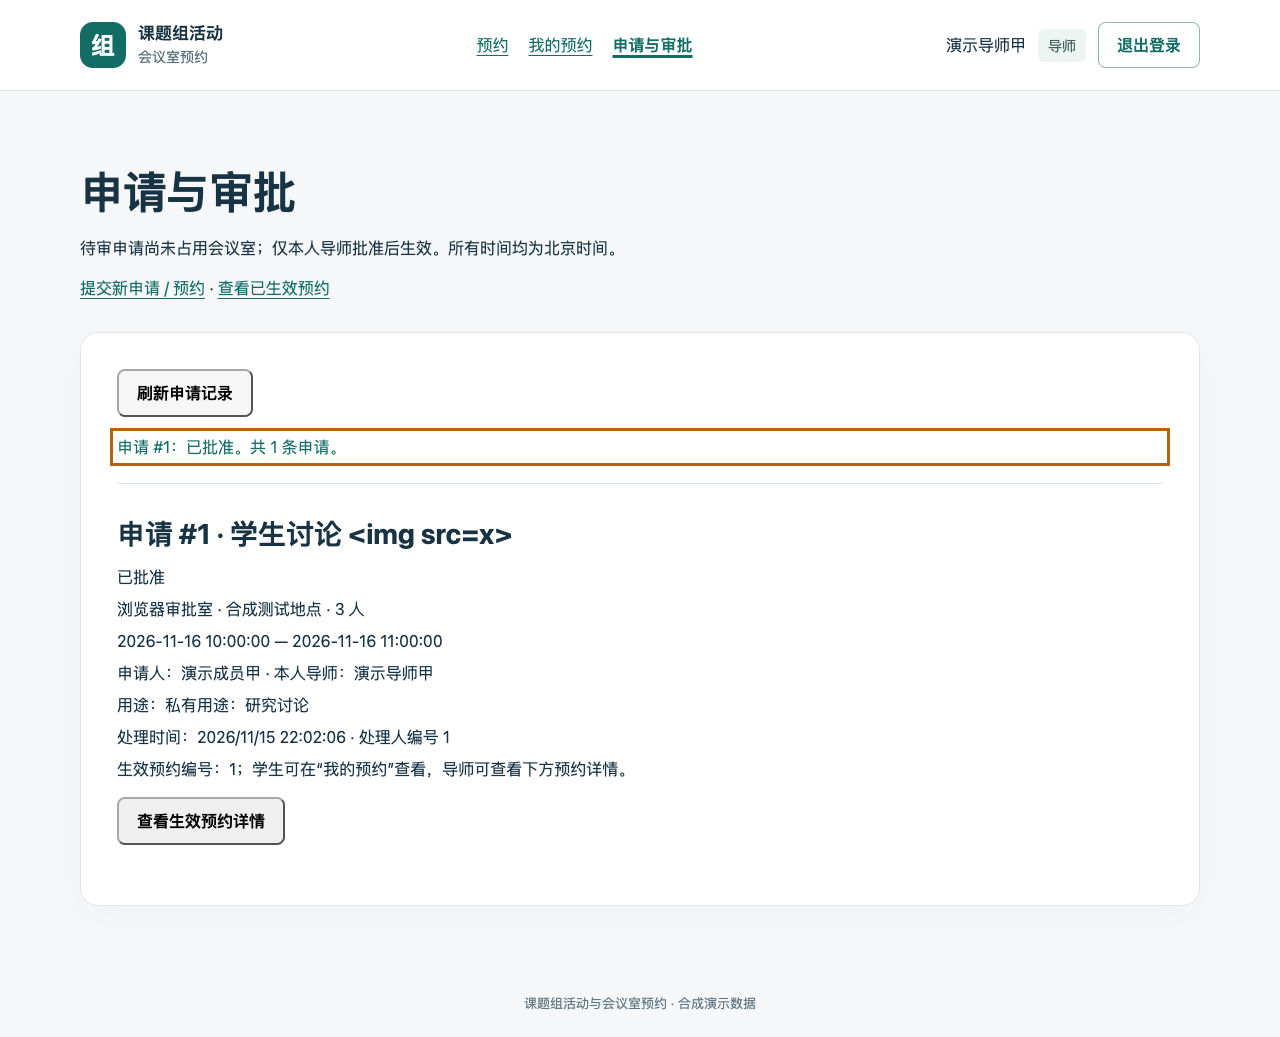 组
课题组活动
会议室预约
预约 我的预约 申请与审批
演示导师甲 导师 退出登录
申请与审批
待审申请尚未占用会议室；仅本人导师批准后生效。所有时间均为北京时间。
提交新申请 / 预约 · 查看已生效预约
刷新申请记录
申请 #1：已批准。共 1 条申请。
申请 #1 · 学生讨论 <img src=x>
已批准
浏览器审批室 · 合成测试地点 · 3 人
2026-11-16 10:00:00 — 2026-11-16 11:00:00
申请人：演示成员甲 · 本人导师：演示导师甲
用途：私有用途：研究讨论
处理时间：2026/11/15 22:02:06 · 处理人编号 1
生效预约编号：1；学生可在“我的预约”查看，导师可查看下方预约详情。
查看生效预约详情
课题组活动与会议室预约 · 合成演示数据